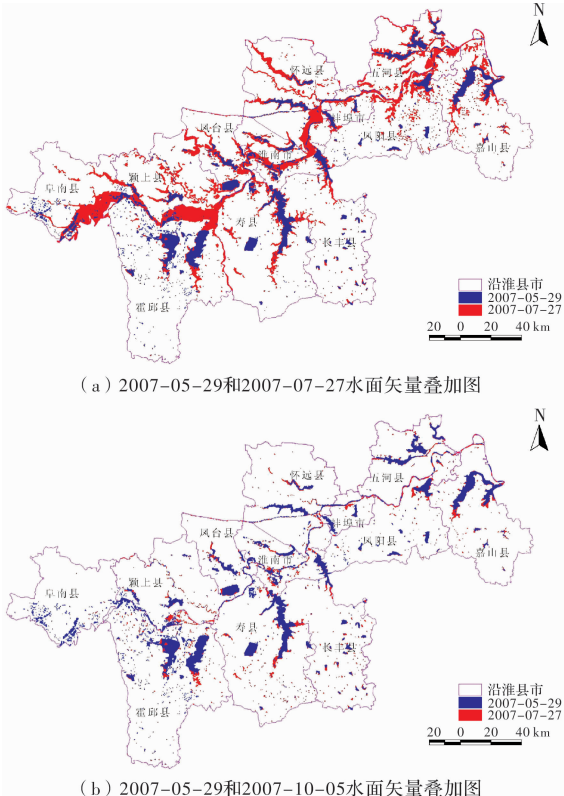 N
怀远县
五河县
蚌埠市
凤台县
凤阳县
嘉山县
淮南市
颍上县
阜南县
寿县
长丰县
霍邱县
沿淮县市
2007-05-29
2007-07-27
20 0 20 40 km
(a)2007-05-29和2007-07-27水面矢量叠加图
N
怀远县
五河县
蚌埠市
凤台县
凤阳县
嘉山县
淮南市
颍上县
阜南县
寿县
长丰县
霍邱县
沿淮县市
2007-05-29
2007-07-27
20 0 20 40 km
(b)2007-05-29和2007-10-05水面矢量叠加图